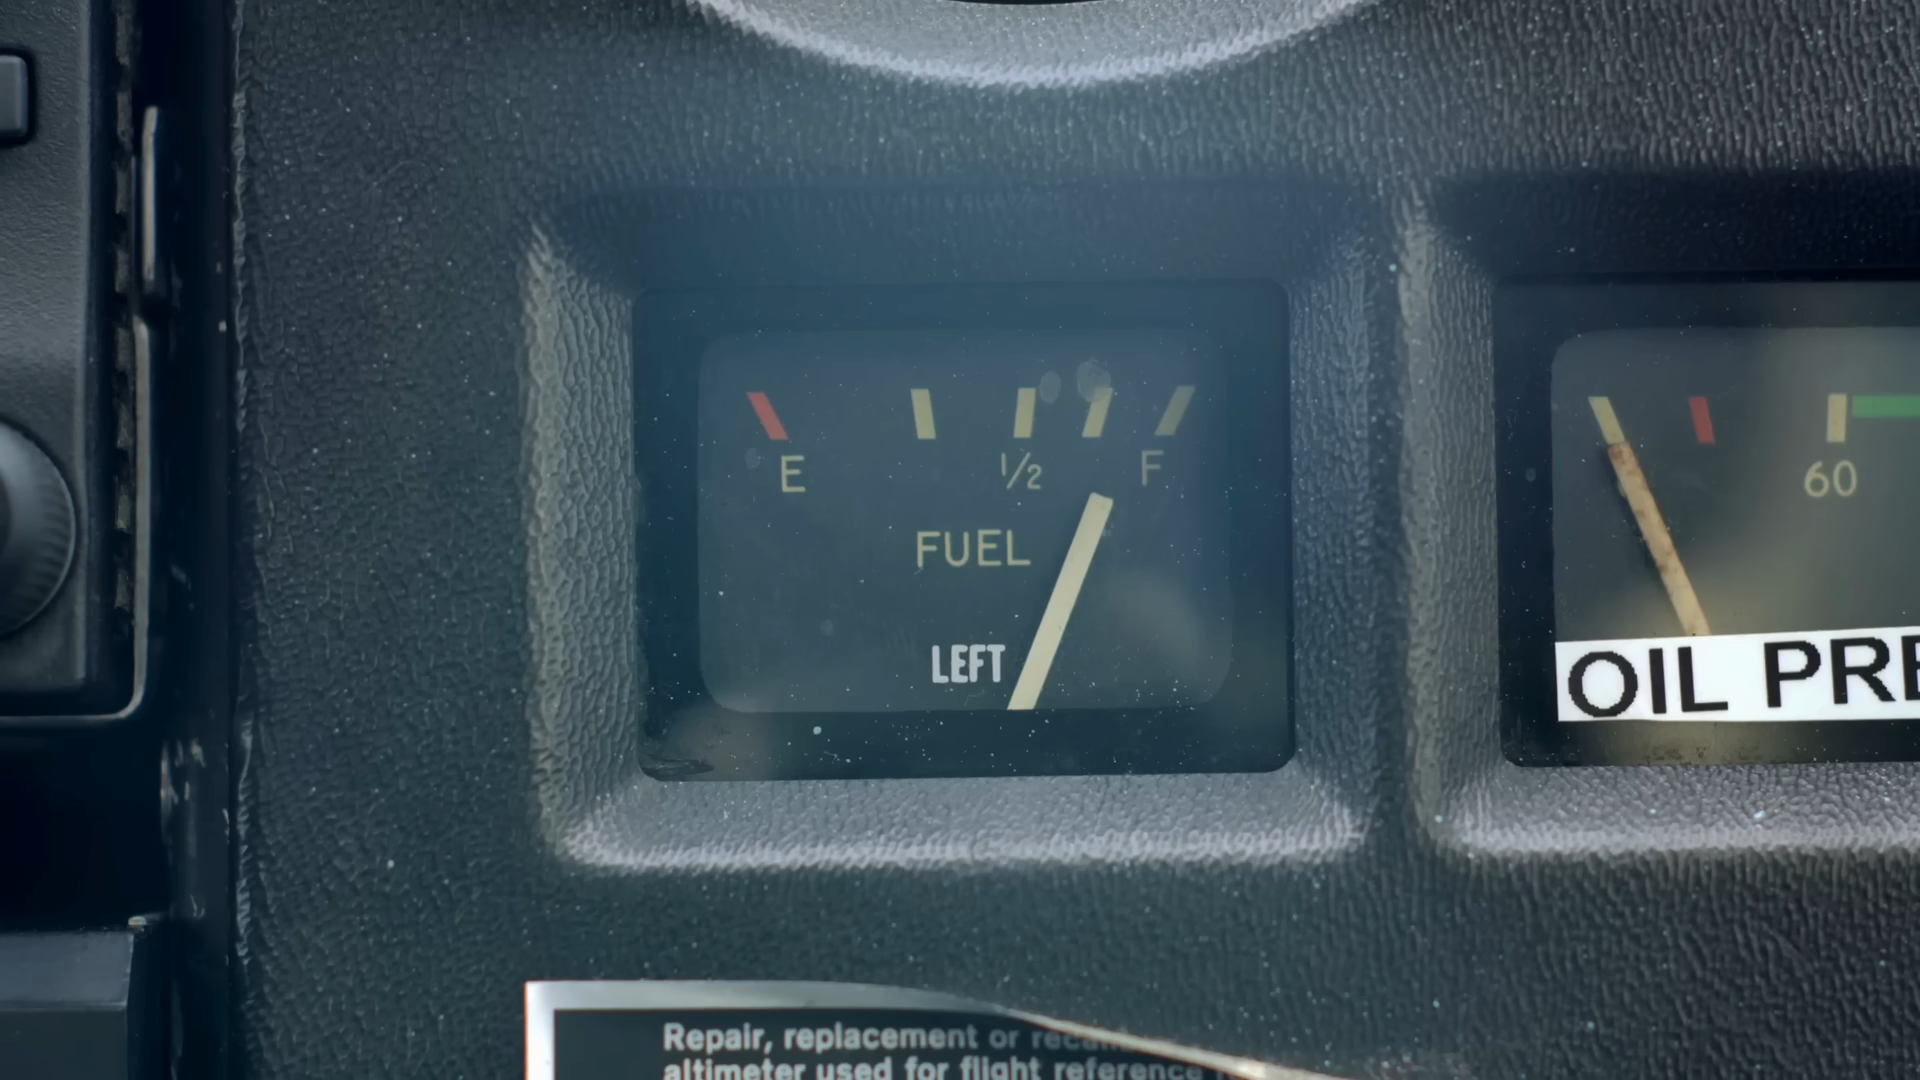 E
½
F
FUEL
LEFT
60
OIL PRE
Repair, replacement or
altimeter used for flight reference